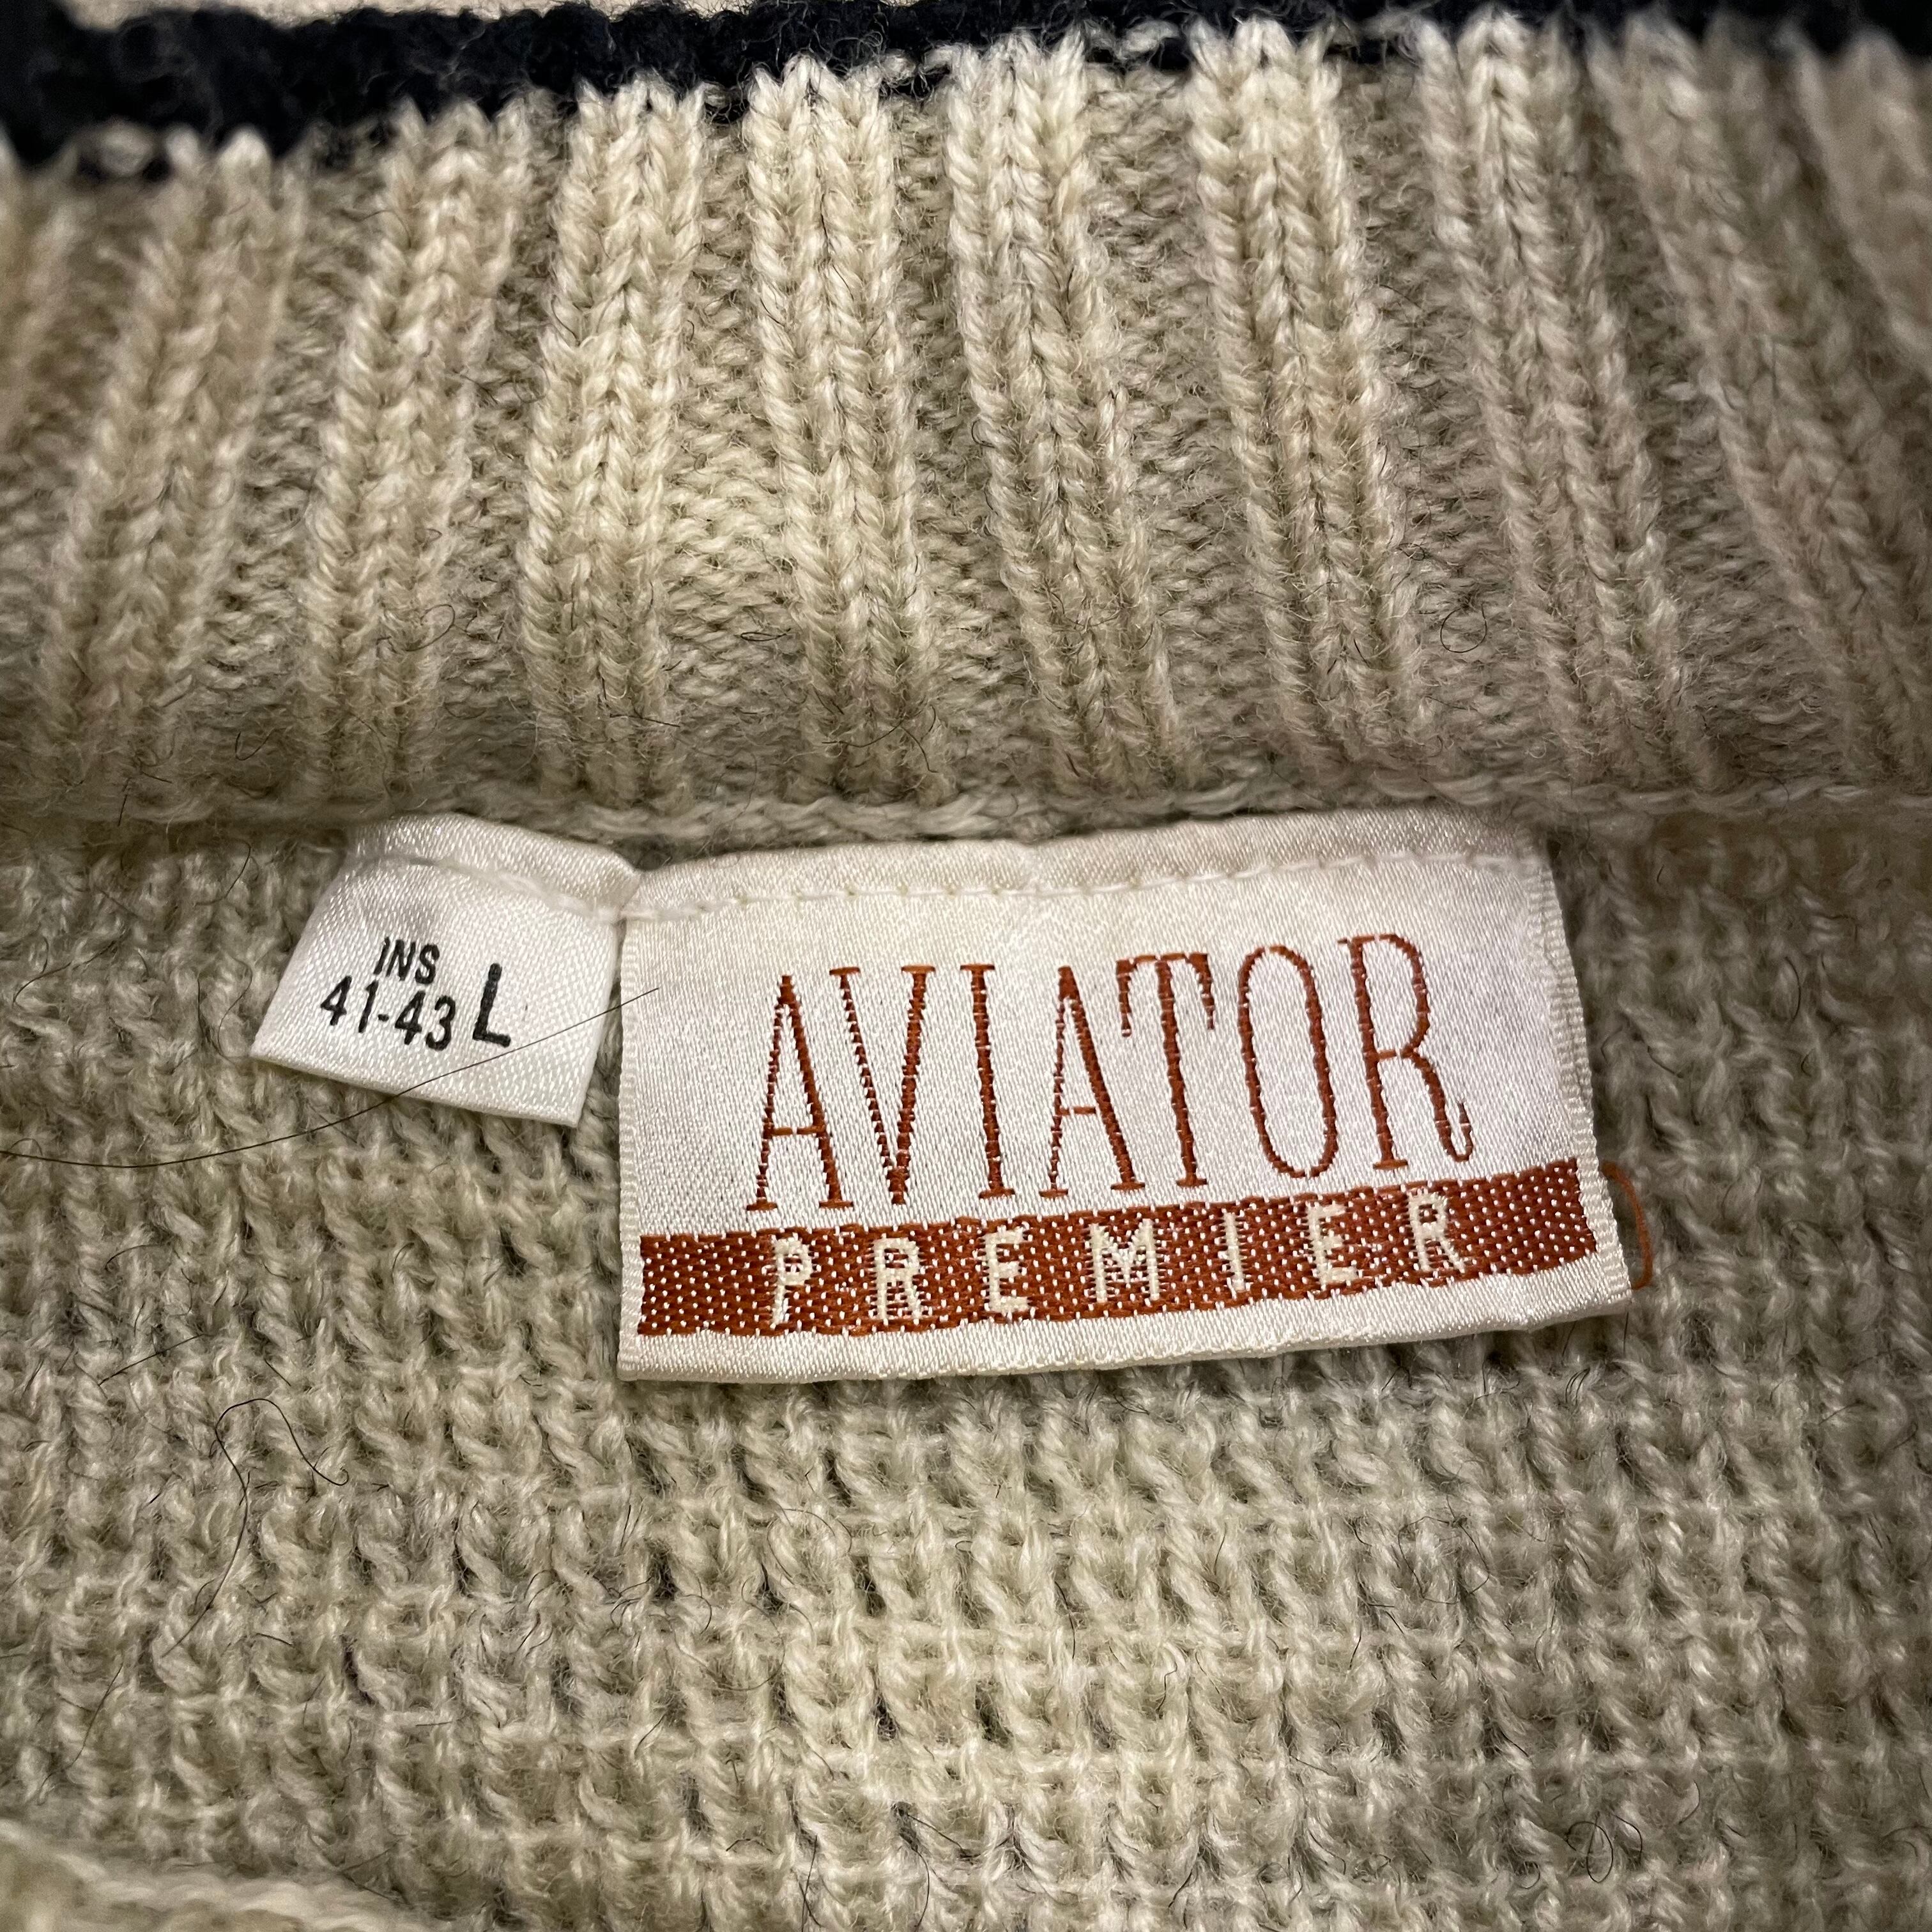 INS
41-43 L
AVIATOR
PREMIER